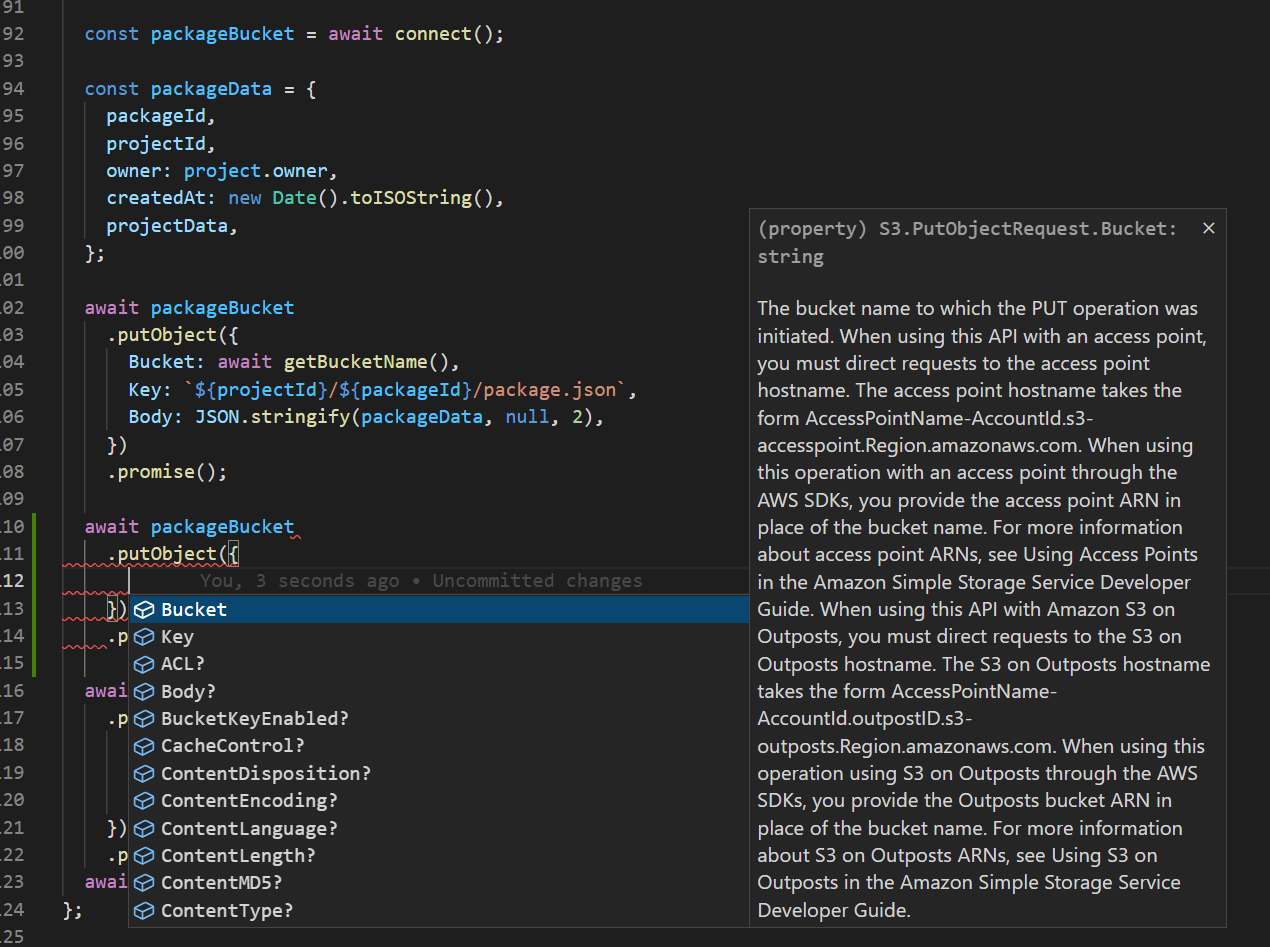 91
92 const packageBucket = await connect();
93
94 const packageData = {
95 packageId,
96 projectId,
97 owner: project.owner,
98 createdAt: new Date().toISOString(),
99 projectData,
00 };
01
02 await packageBucket
03 .putObject({
04 Bucket: await getBucketName(),
05 Key: `${projectId}/${packageId}/package.json`,
06 Body: JSON.stringify(packageData, null, 2),
07 })
08 .promise();
09
10 await packageBucket
11 .putObject({
12 You, 3 seconds ago • Uncommitted changes
13 })
14 .p
15
16 awai
17 .p
18
19
20
21 })
22 .p
23 awai
24 };
25
Bucket
Key
ACL?
Body?
BucketKeyEnabled?
CacheControl?
ContentDisposition?
ContentEncoding?
ContentLanguage?
ContentLength?
ContentMD5?
ContentType?
(property) S3.PutObjectRequest.Bucket: ×
string
The bucket name to which the PUT operation was
initiated. When using this API with an access point,
you must direct requests to the access point
hostname. The access point hostname takes the
form AccessPointName-AccountId.s3-
accesspoint.Region.amazonaws.com. When using
this operation with an access point through the
AWS SDKs, you provide the access point ARN in
place of the bucket name. For more information
about access point ARNs, see Using Access Points
in the Amazon Simple Storage Service Developer
Guide. When using this API with Amazon S3 on
Outposts, you must direct requests to the S3 on
Outposts hostname. The S3 on Outposts hostname
takes the form AccessPointName-
AccountId.outpostID.s3-
outposts.Region.amazonaws.com. When using this
operation using S3 on Outposts through the AWS
SDKs, you provide the Outposts bucket ARN in
place of the bucket name. For more information
about S3 on Outposts ARNs, see Using S3 on
Outposts in the Amazon Simple Storage Service
Developer Guide.